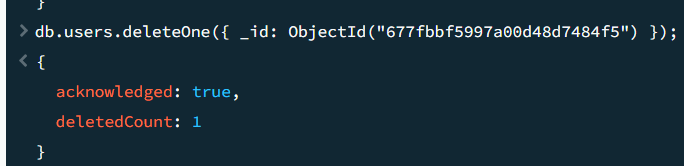 }
> db.users.deleteOne({ _id: ObjectId("677fbbf5997a00d48d7484f5") });
< {
acknowledged: true,
deletedCount: 1
}